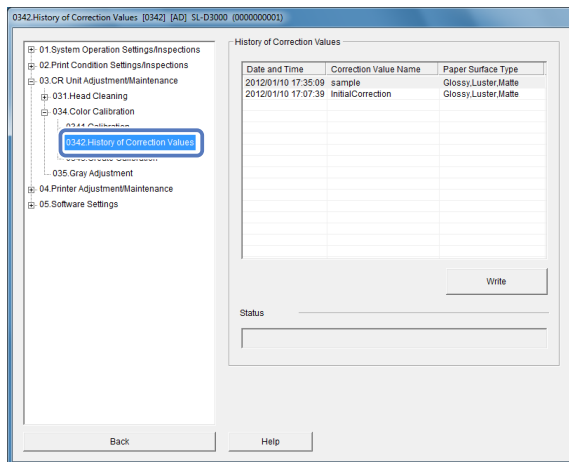 0342.History of Correction Values [0342] [AD] SL-D3000 (0000000001)
01.System Operation Settings/Inspections
02.Print Condition Settings/Inspections
03.CR Unit Adjustment/Maintenance
031.Head Cleaning
034.Color Calibration
0341.Calibration
0342.History of Correction Values
035.Gray Adjustment
04.Printer Adjustment/Maintenance
05.Software Settings
History of Correction Values
Date and Time Correction Value Name Paper Surface Type
2012/01/10 17:35:09 sample Glossy,Luster,Matte
2012/01/10 17:07:39 InitialCorrection Glossy,Luster,Matte
Write
Status
Back Help